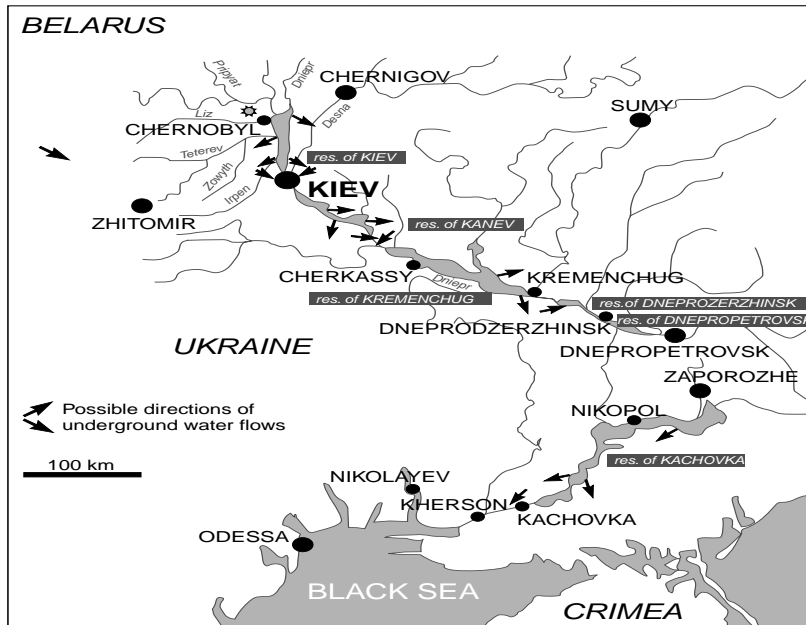 BELARUS
Pripyat
Dniepr
CHERNIGOV
Liz
Desna
SUMY
CHERNOBYL
Teterev
res. of KIEV
Zowyth
KIEV
Irpen
ZHITOMIR
res. of KANEV
CHERKASSY
Dniepr
KREMENCHUG
res. of KREMENCHUG
res. of DNEPROZERZHINSK
res. of DNEPROPETROVSK
DNEPRODZERZHINSK
UKRAINE
DNEPROPETROVSK
ZAPOROZHE
Possible directions of
underground water flows
NIKOPOL
100 km
res. of KACHOVKA
NIKOLAYEV
KHERSON
KACHOVKA
ODESSA
BLACK SEA
CRIMEA